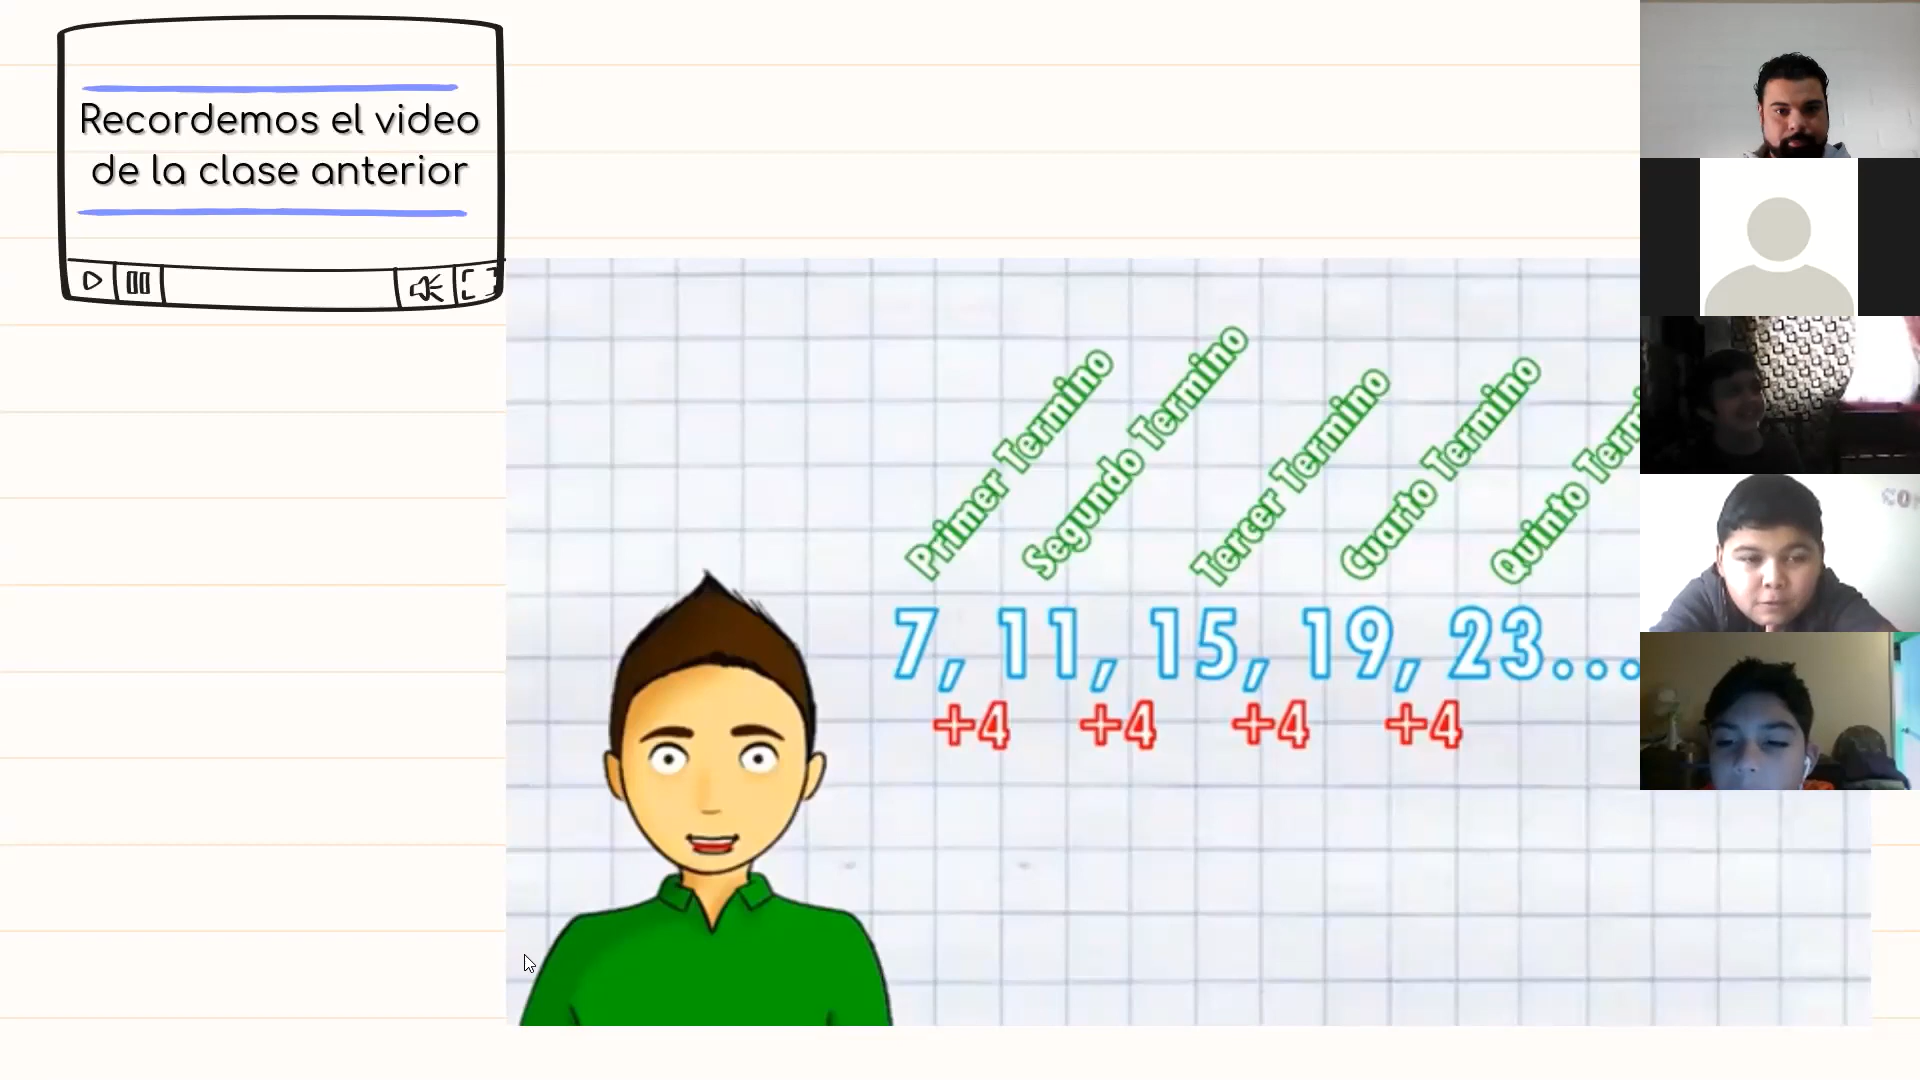 Recordemos el video
de la clase anterior
Primer Termino
Segundo Termino
Tercer Termino
Cuarto Termino
Quinto
7, 11, 15, 19, 23...
+4 +4 +4 +4